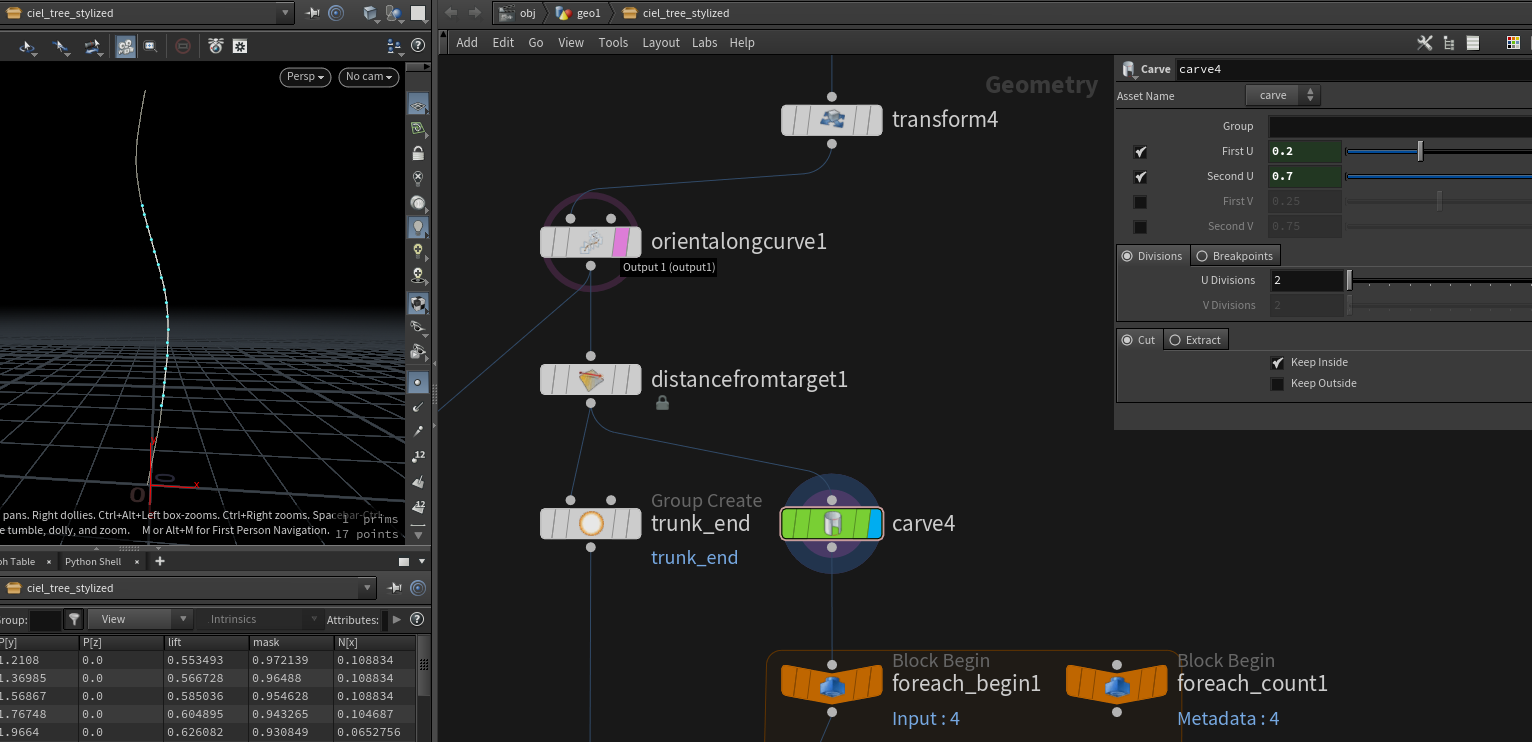 ciel_tree_stylized
obj
geo1
ciel_tree_stylized
Add Edit Go View Tools Layout Labs Help
Persp
No cam
Geometry
transform4
orientalongcurve1
Output 1 (output1)
distancefromtarget1
Group Create
trunk_end
trunk_end
carve4
Block Begin
foreach_begin1
Input : 4
Block Begin
foreach_count1
Metadata : 4
Carve carve4
Asset Name carve
Group
First U 0.2
Second U 0.7
First V 0.25
Second V 0.75
Divisions Breakpoints
U Divisions 2
V Divisions 2
Cut Extract
Keep Inside
Keep Outside
x
pans. Right dollies. Ctrl+Alt+Left box-zooms. Ctrl+Right zooms. Spacebar-Ctrl-
tumble, dolly, and zoom. M or Alt+M for First Person Navigation.
1 prims
17 points
12
12
Table × Python Shell × +
ciel_tree_stylized
View Intrinsics Attributes:
P[y] P[z] lift mask N[x]
1.2108 0.0 0.553493 0.972139 0.108834
1.36985 0.0 0.566728 0.96488 0.108834
1.56867 0.0 0.585036 0.954628 0.108834
1.76748 0.0 0.604895 0.943265 0.104687
1.9664 0.0 0.626082 0.930849 0.0652756